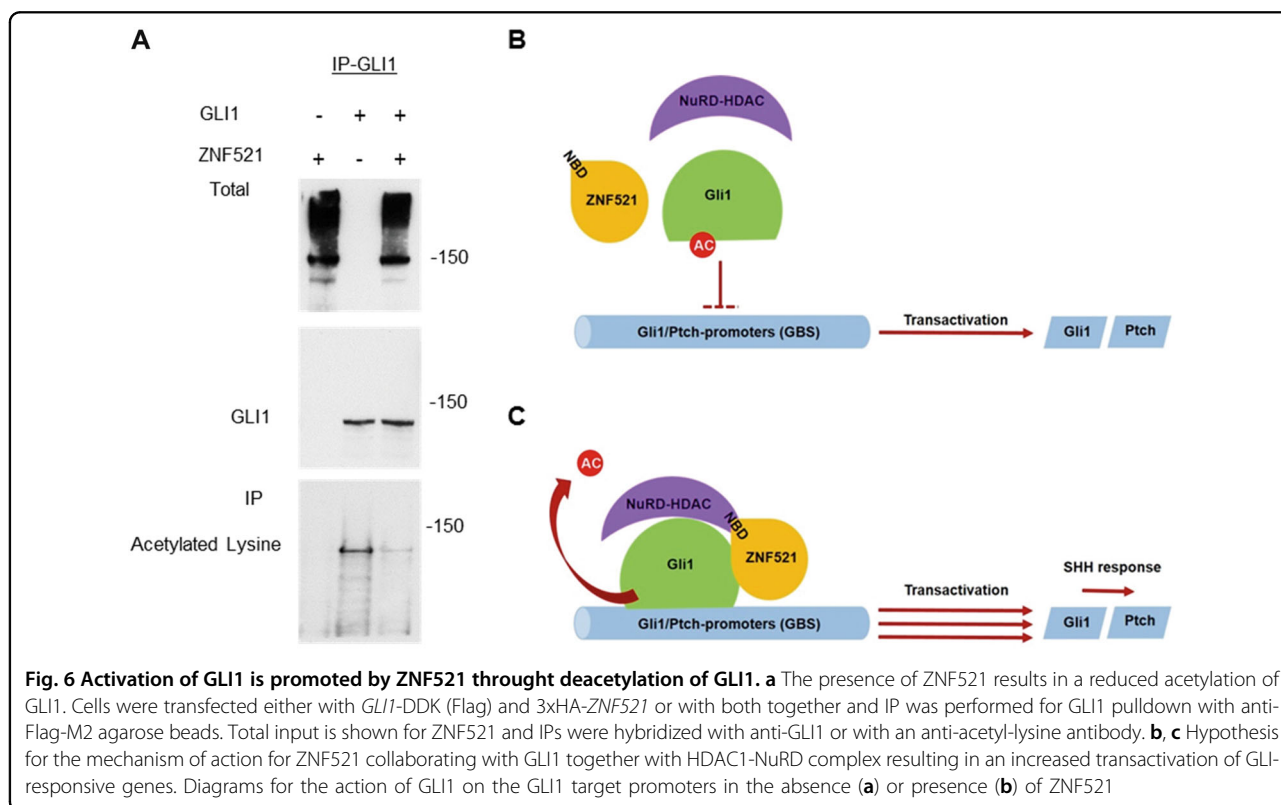 A
IP-GLI1
GLI1 - + +
ZNF521 + - +
Total
-150
-150
GLI1
IP
-150
Acetylated Lysine
B
NuRD-HDAC
NBD
ZNF521
Gli1
AC
Gli1/Ptch-promoters (GBS)
Transactivation
Gli1
Ptch
C
AC
NuRD-HDAC
NBD
Gli1
ZNF521
Gli1/Ptch-promoters (GBS)
Transactivation
SHH response
Gli1
Ptch
Fig. 6 Activation of GLI1 is promoted by ZNF521 throught deacetylation of GLI1. a The presence of ZNF521 results in a reduced acetylation of
GLI1. Cells were transfected either with GLI1-DDK (Flag) and 3xHA-ZNF521 or with both together and IP was performed for GLI1 pulldown with anti-
Flag-M2 agarose beads. Total input is shown for ZNF521 and IPs were hybridized with anti-GLI1 or with an anti-acetyl-lysine antibody. b, c Hypothesis
for the mechanism of action for ZNF521 collaborating with GLI1 together with HDAC1-NuRD complex resulting in an increased transactivation of GLI-
responsive genes. Diagrams for the action of GLI1 on the GLI1 target promoters in the absence (a) or presence (b) of ZNF521